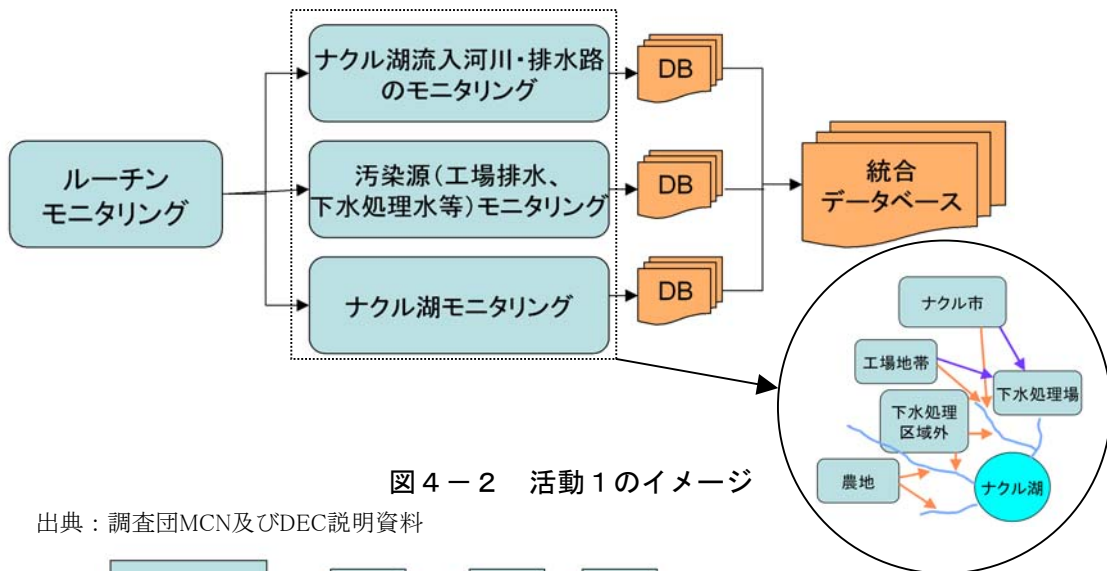 ルーチン
モニタリング
ナクル湖流入河川・排水路
のモニタリング
汚染源(工場排水、
下水処理水等)モニタリング
ナクル湖モニタリング
DB
DB
DB
統合
データベース
ナクル市
工場地帯
下水処理場
下水処理
区域外
農地
ナクル湖
図4-2 活動1のイメージ
出典:調査団MCN及びDEC説明資料